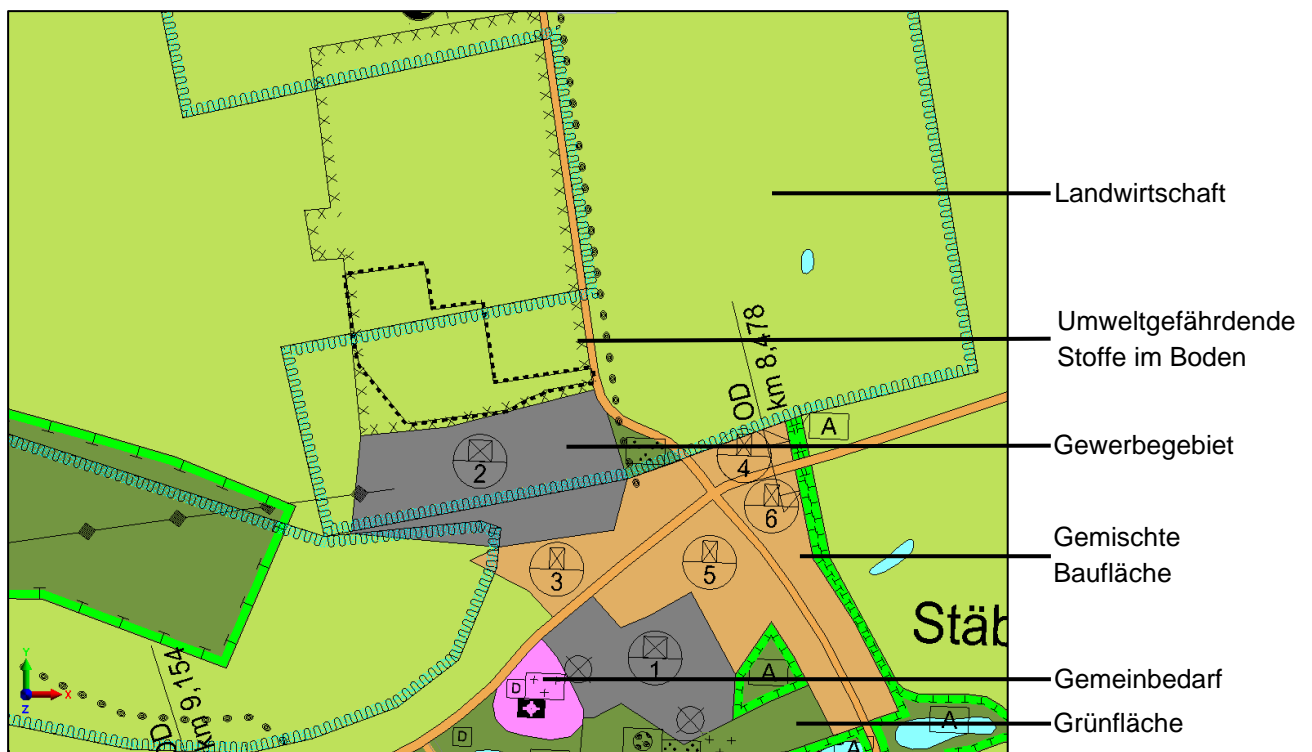 Landwirtschaft
Umweltgefährdende
Stoffe im Boden
OD
km 8,478
A
Gewerbegebiet
2
4
6
Gemischte
Baufläche
3
5
Stäb
1
A
OD
km 9,154
Y
X
Z
D
Gemeinbedarf
Grünfläche
D
A
A